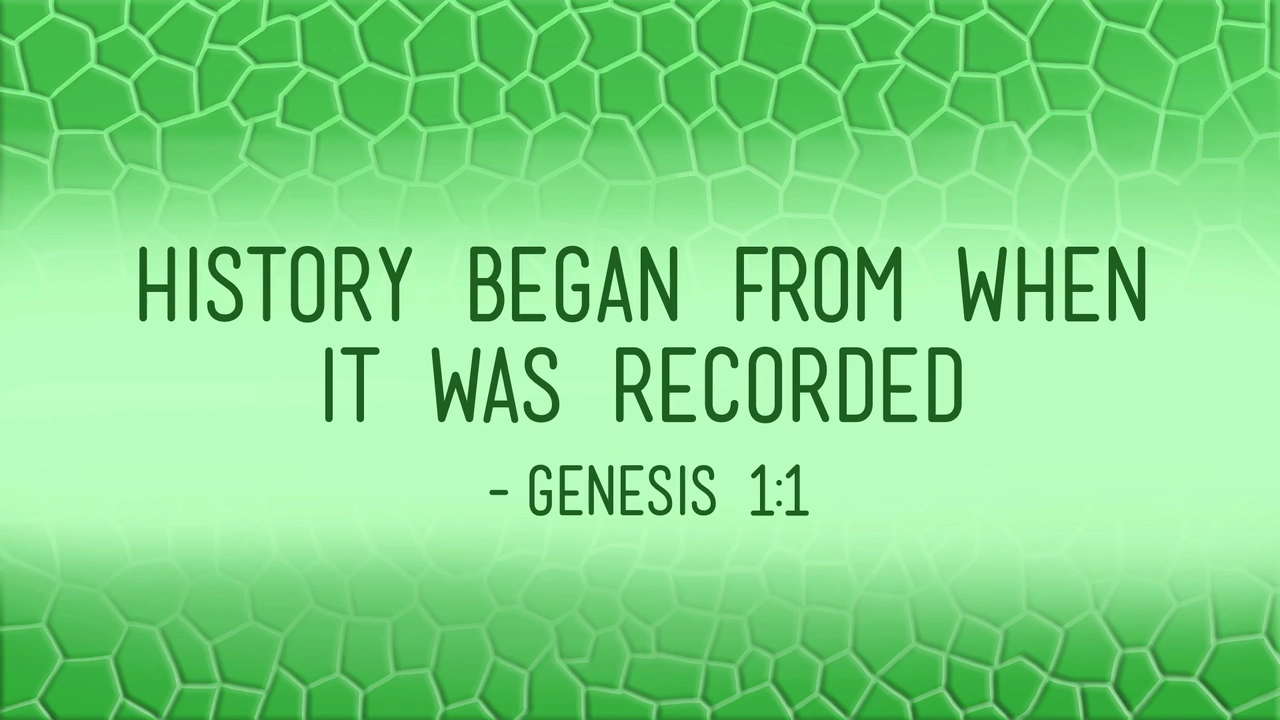 HISTORY BEGAN FROM WHEN
IT WAS RECORDED
- GENESIS 1:1